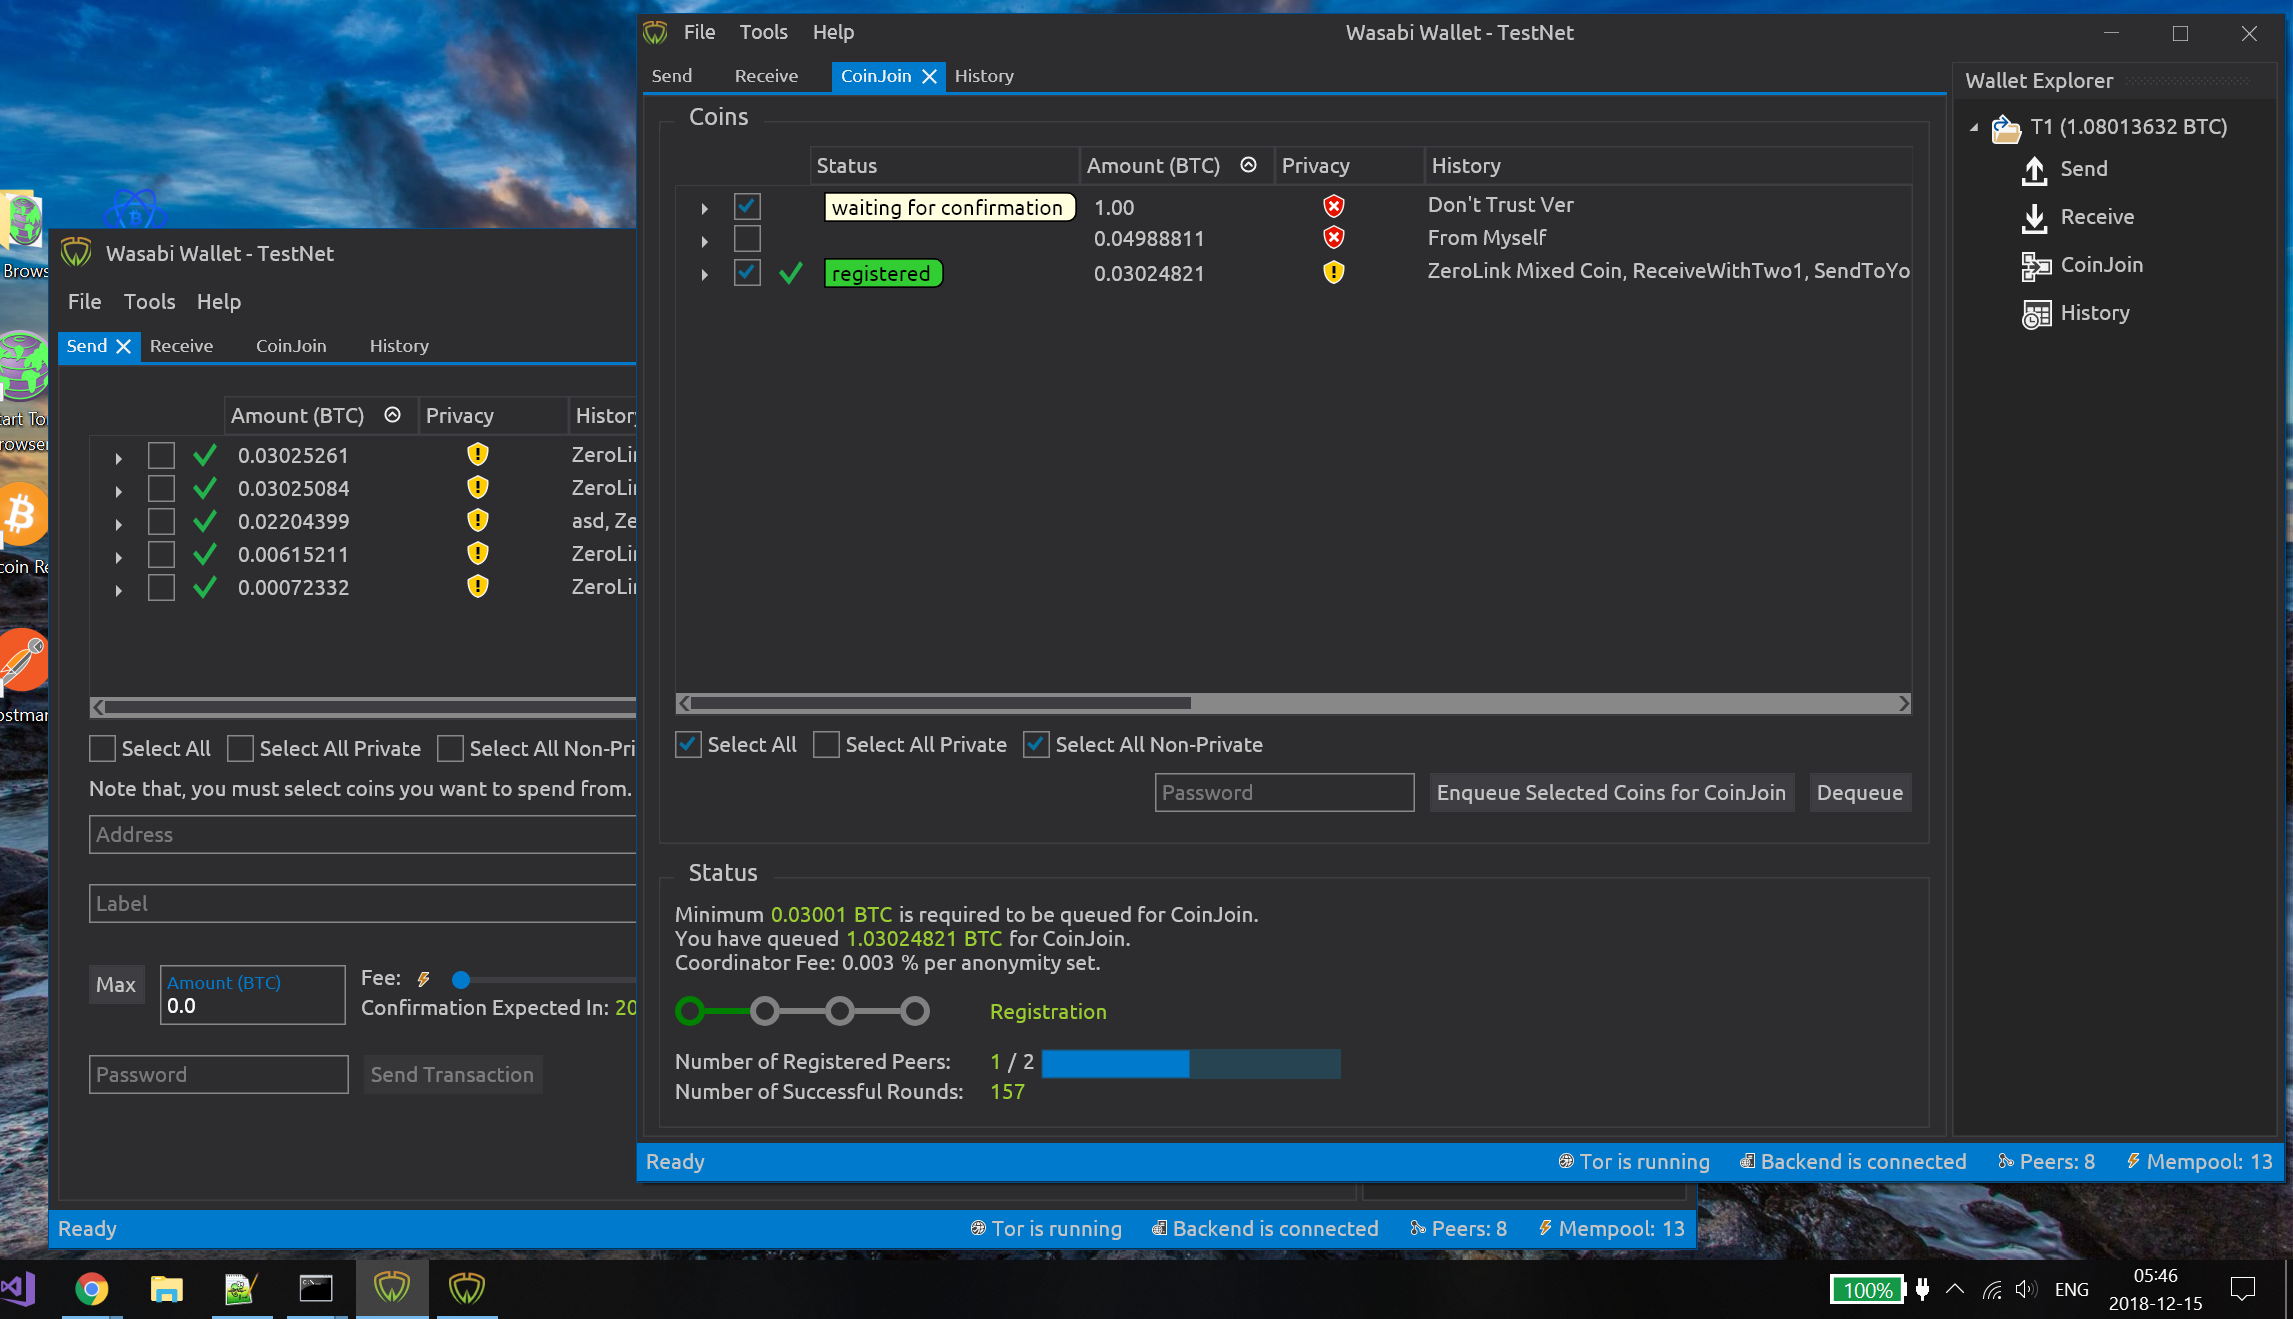 File Tools Help
Wasabi Wallet - TestNet
Send Receive CoinJoin History
Coins
Status Amount (BTC) Privacy History
waiting for confirmation 1.00 Don't Trust Ver
0.04988811 From Myself
registered 0.03024821 ZeroLink Mixed Coin, ReceiveWithTwo1, SendToYo
Select All Select All Private Select All Non-Private
Password Enqueue Selected Coins for CoinJoin Dequeue
Status
Minimum 0.03001 BTC is required to be queued for CoinJoin.
You have queued 1.03024821 BTC for CoinJoin.
Coordinator Fee: 0.003 % per anonymity set.
Registration
Number of Registered Peers: 1 / 2
Number of Successful Rounds: 157
Ready Tor is running Backend is connected Peers: 8 Mempool: 13
Wallet Explorer
T1 (1.08013632 BTC)
Send
Receive
CoinJoin
History
Wasabi Wallet - TestNet
File Tools Help
Send Receive CoinJoin History
Amount (BTC) Privacy History
0.03025261 ZeroLin
0.03025084 ZeroLin
0.02204399 asd, Ze
0.00615211 ZeroLin
0.00072332 ZeroLin
Select All Select All Private Select All Non-Pri
Note that, you must select coins you want to spend from.
Address
Label
Max Amount (BTC) Fee:
0.0 Confirmation Expected In: 20
Password Send Transaction
Ready Tor is running Backend is connected Peers: 8 Mempool: 13
Brows
tart To
rowser
coin Re
ostman
100% ENG 05:46
2018-12-15